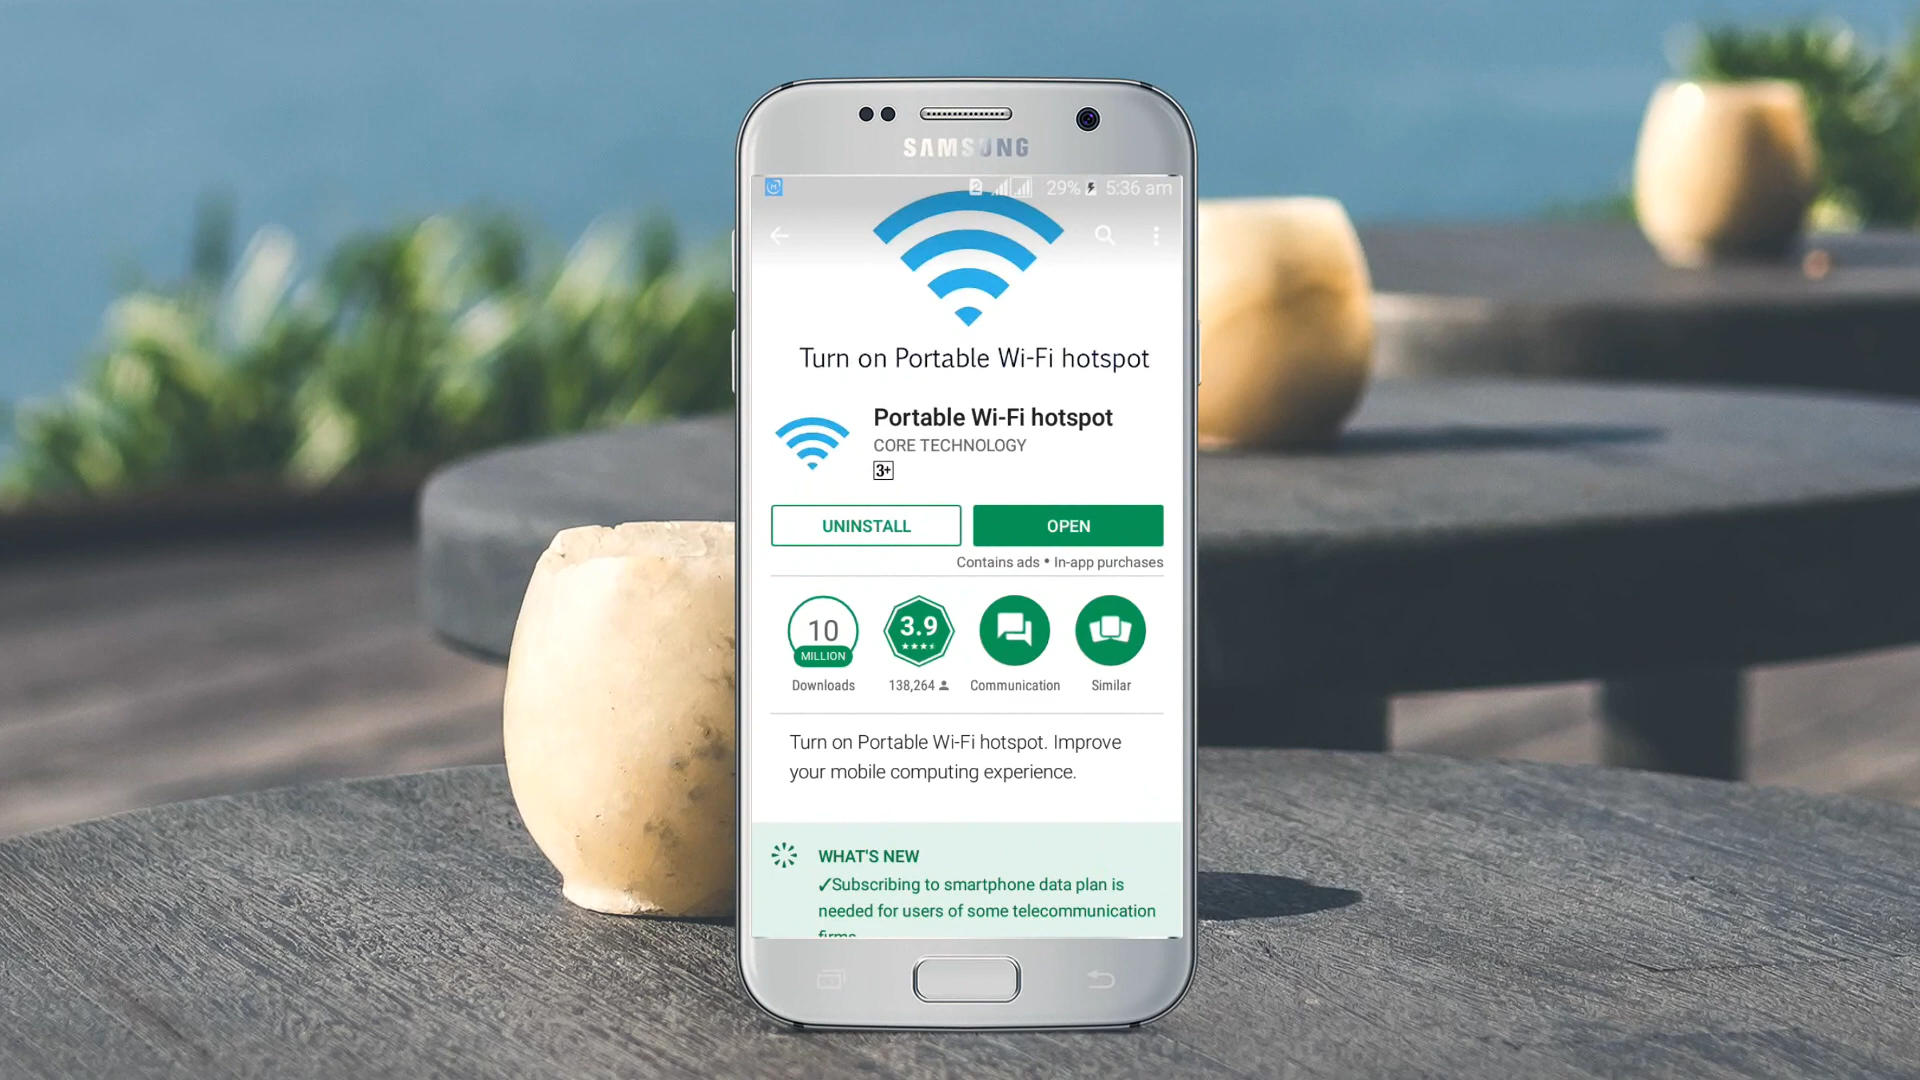 SAMSUNG
2 29% 5:36 am
Turn on Portable Wi-Fi hotspot
Portable Wi-Fi hotspot
CORE TECHNOLOGY
3+
UNINSTALL
OPEN
Contains ads • In-app purchases
10
MILLION
3.9
Downloads
138,264
Communication
Similar
Turn on Portable Wi-Fi hotspot. Improve
your mobile computing experience.
WHAT'S NEW
✓Subscribing to smartphone data plan is
needed for users of some telecommunication
firms